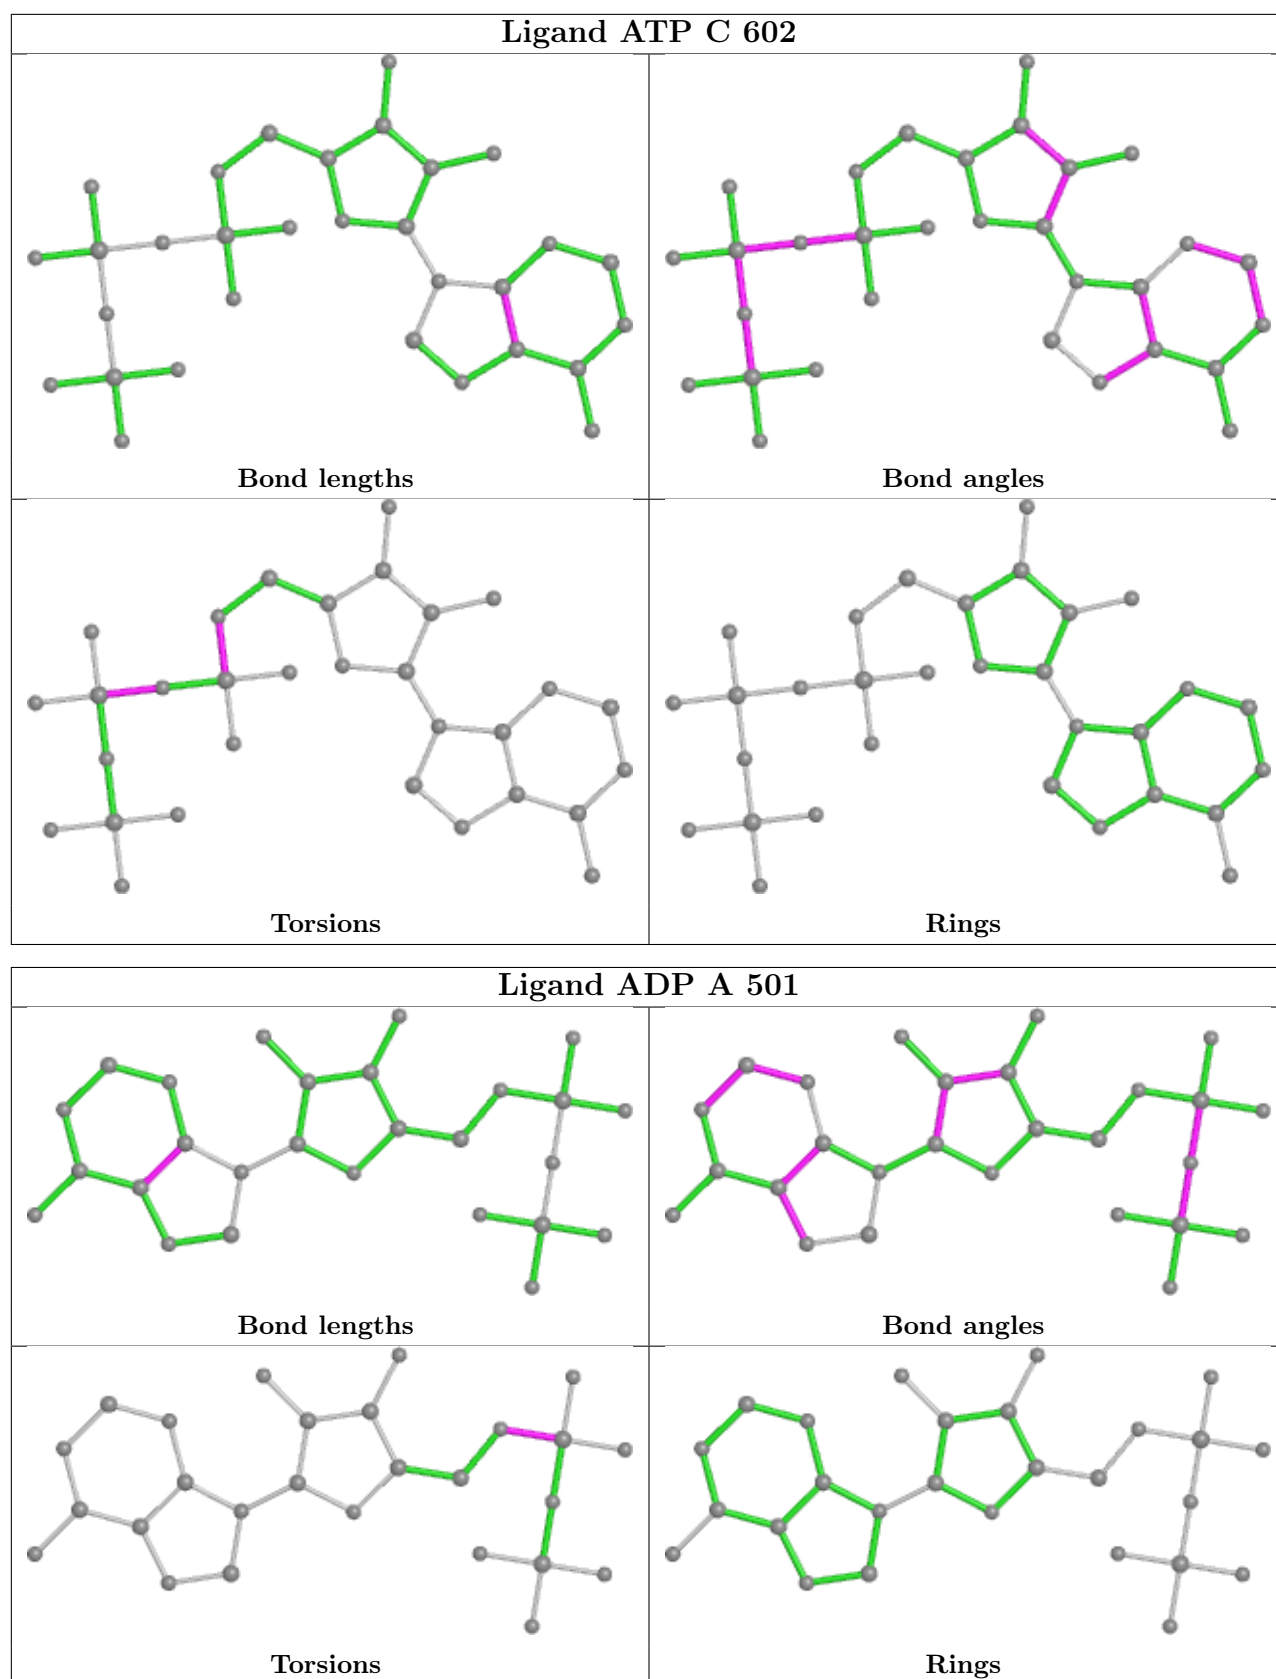 Ligand ATP C 602
Bond lengths
Bond angles
Torsions
Rings
Ligand ADP A 501
Bond lengths
Bond angles
Torsions
Rings